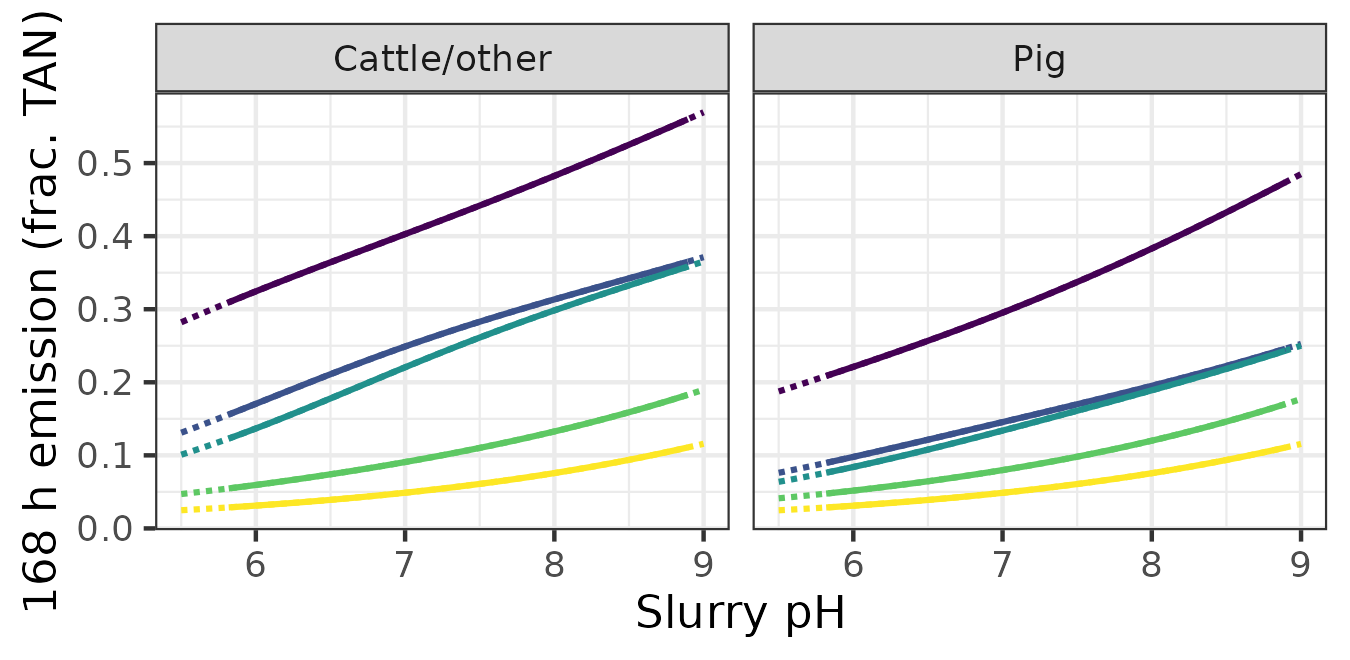 Cattle/other
Pig
168 h emission (frac. TAN)
0.5
0.4
0.3
0.2
0.1
0.0
6 7 8 9
6 7 8 9
Slurry pH